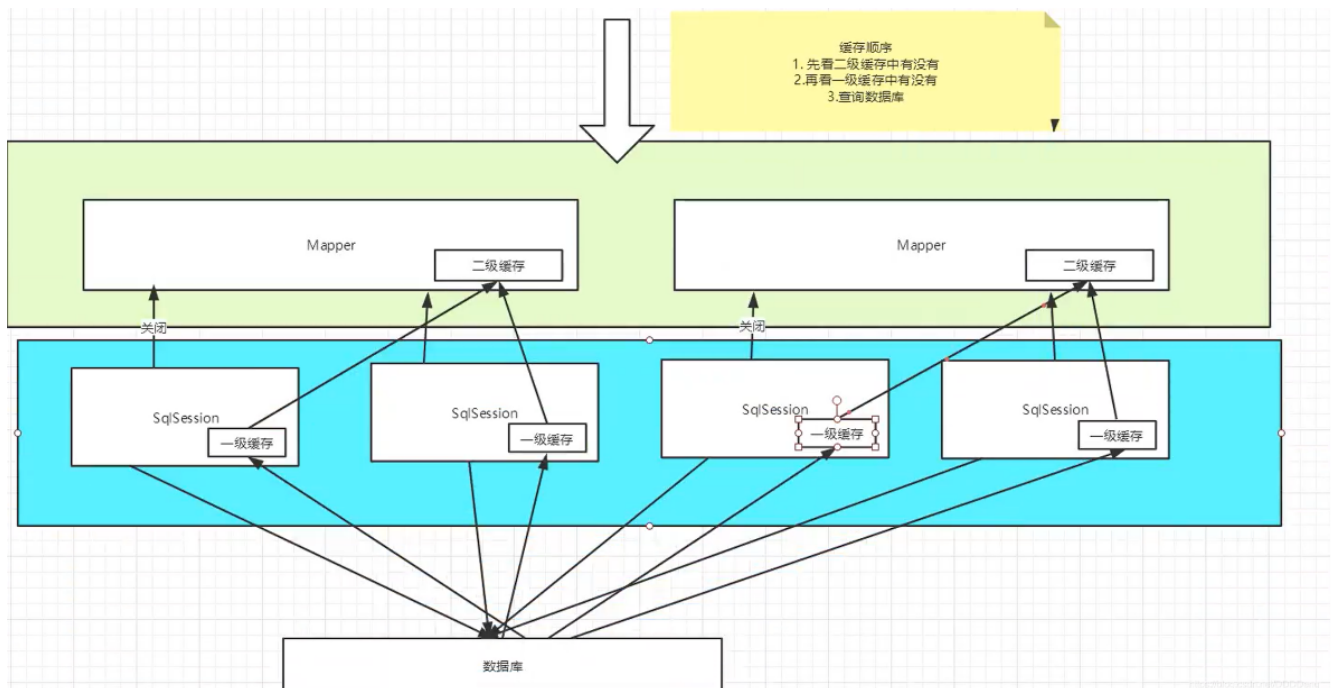 缓存顺序
1. 先看二级缓存中有没有
2.再看一级缓存中有没有
3.查询数据库
Mapper
二级缓存
Mapper
二级缓存
关闭
关闭
SqlSession
一级缓存
SqlSession
一级缓存
SqlSession
一级缓存
SqlSession
一级缓存
数据库